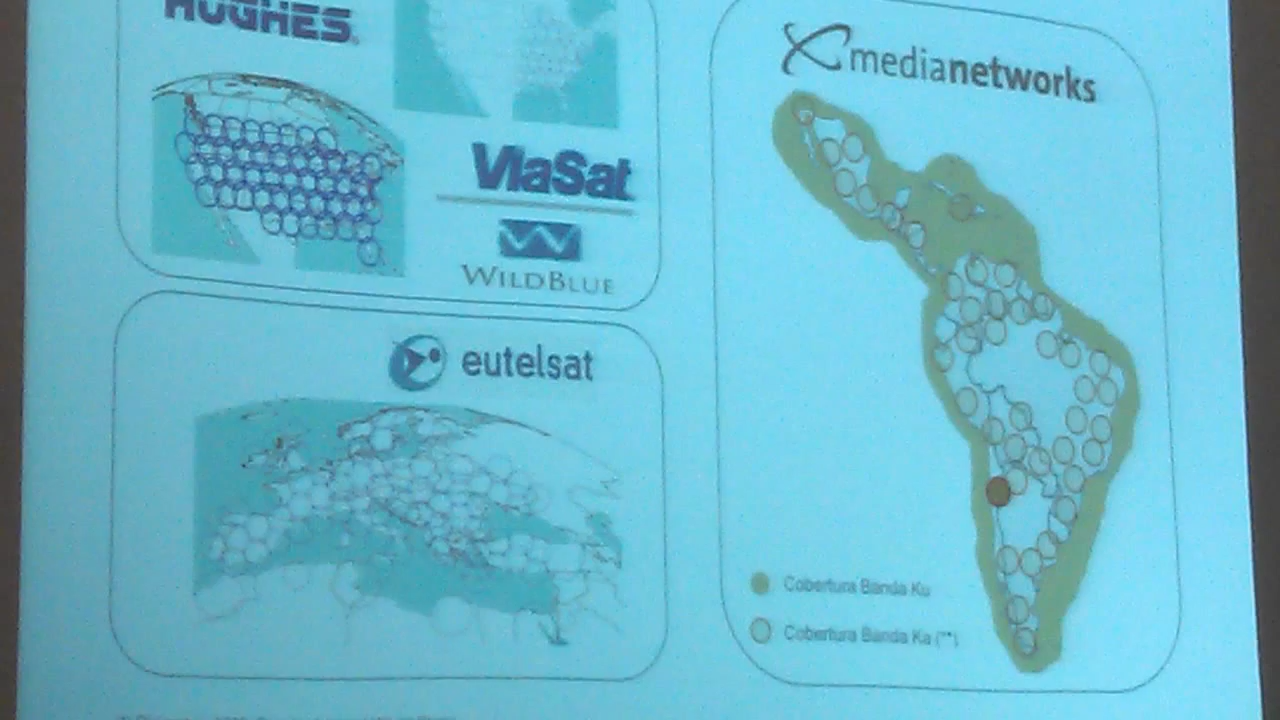 HUGHES
ViaSat
WILDBLUE
eutelsat
medianetworks
Cobertura Banda Ku
Cobertura Banda Ka (**)